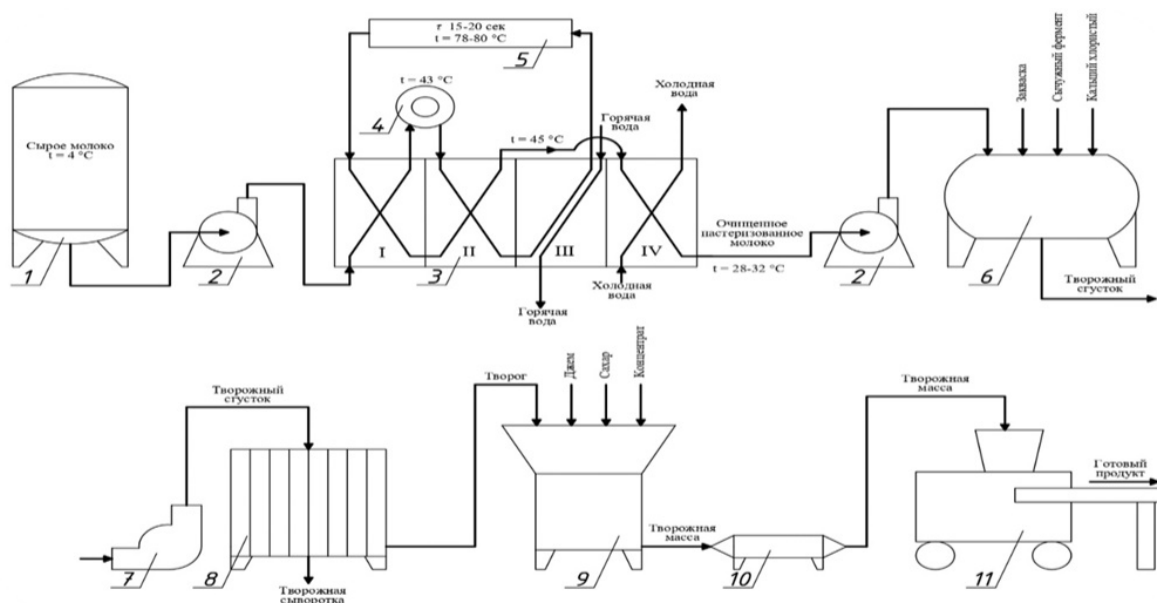 τ 15-20 сек
t = 78-80 °C
5
t = 43 °C
4
Холодная
вода
Горячая
вода
t = 45 °C
Закваска
Сычужный фермент
Кальций хлористый
Сырое молоко
t = 4 °C
I
II
III
IV
Очищенное
пастеризованное
молоко
t = 28-32 °C
1
2
3
2
6
Горячая
вода
Холодная
вода
Творожный
сгусток
Творожный
сгусток
Творог
Джем
Сахар
Концентрат
Творожная
масса
Готовый
продукт
Творожная
масса
7
8
Творожная
сыворотка
9
10
11